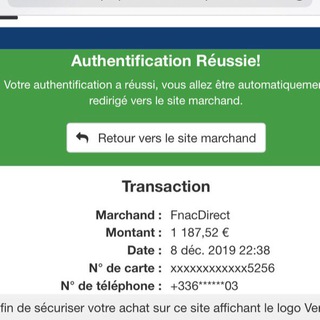 Authentification Réussie!
Votre authentification a réussi, vous allez être automatiqueme
redirigé vers le site marchand.
Retour vers le site marchand
Transaction
Marchand : FnacDirect
Montant : 1 187,52 €
Date : 8 déc. 2019 22:38
N° de carte : xxxxxxxxxxxx5256
N° de téléphone : +336******03
fin de sécuriser votre achat sur ce site affichant le logo Ver